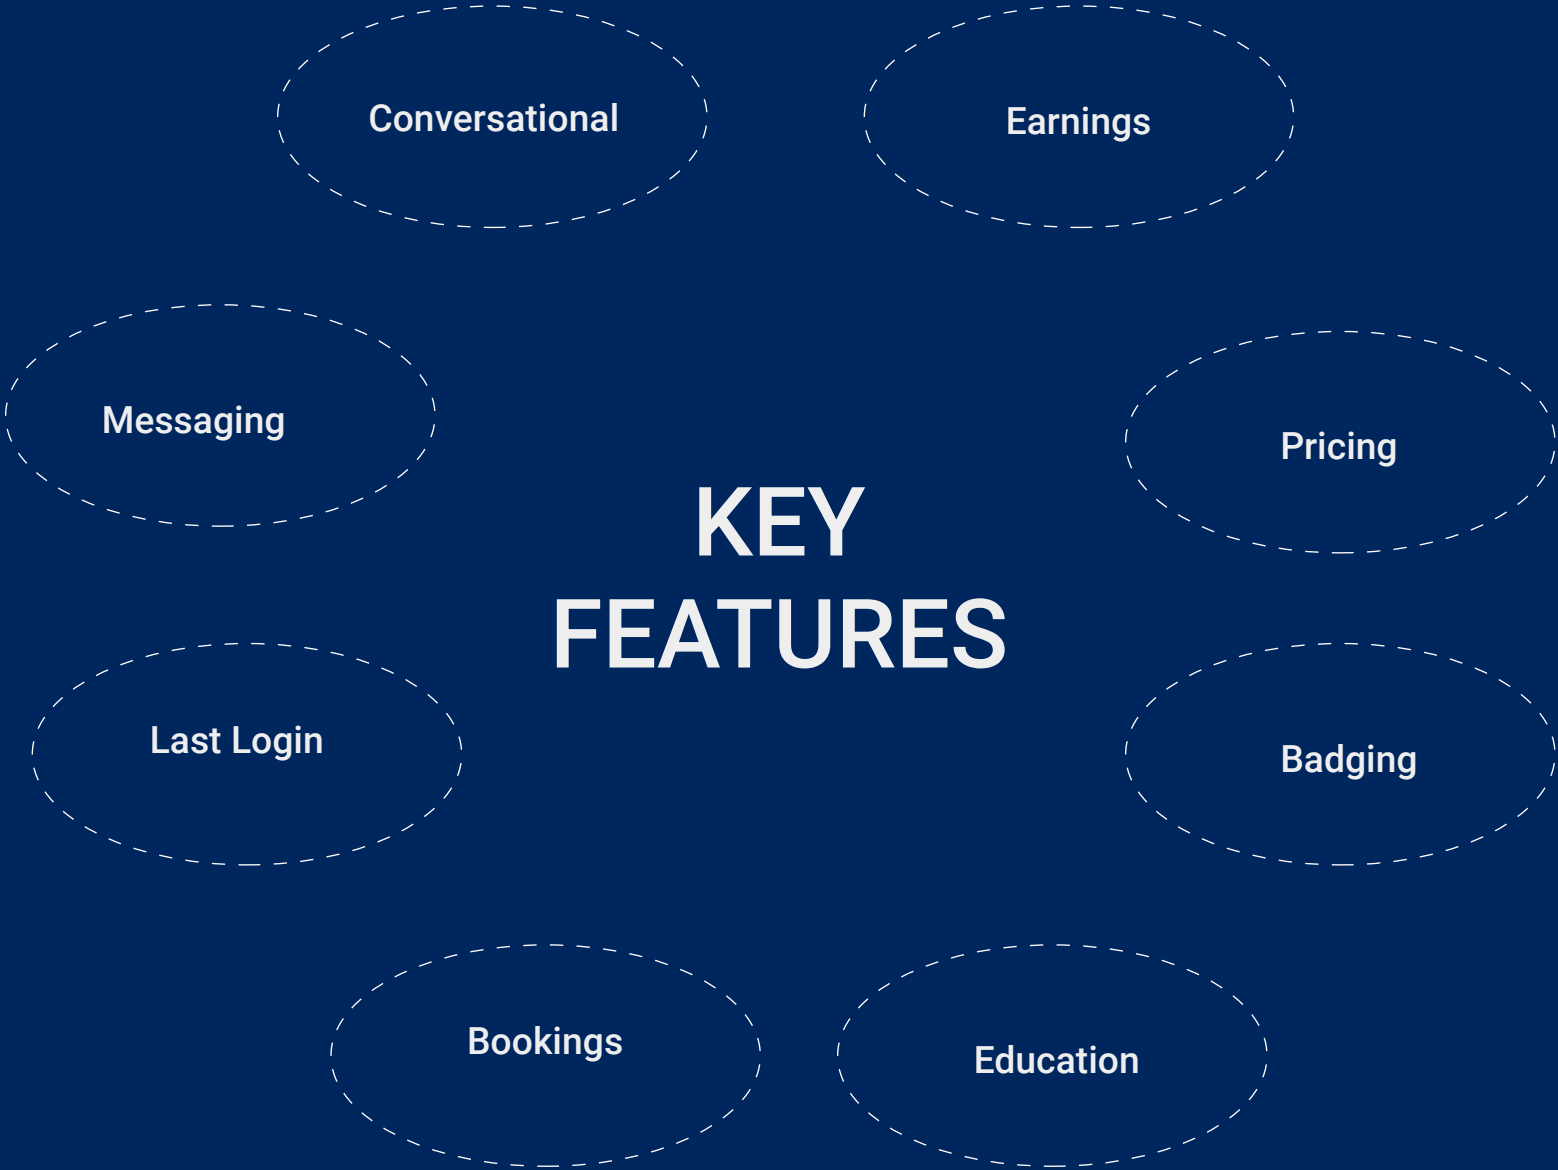 Conversational
Earnings
Messaging
Pricing
KEY
FEATURES
Last Login
Badging
Bookings
Education